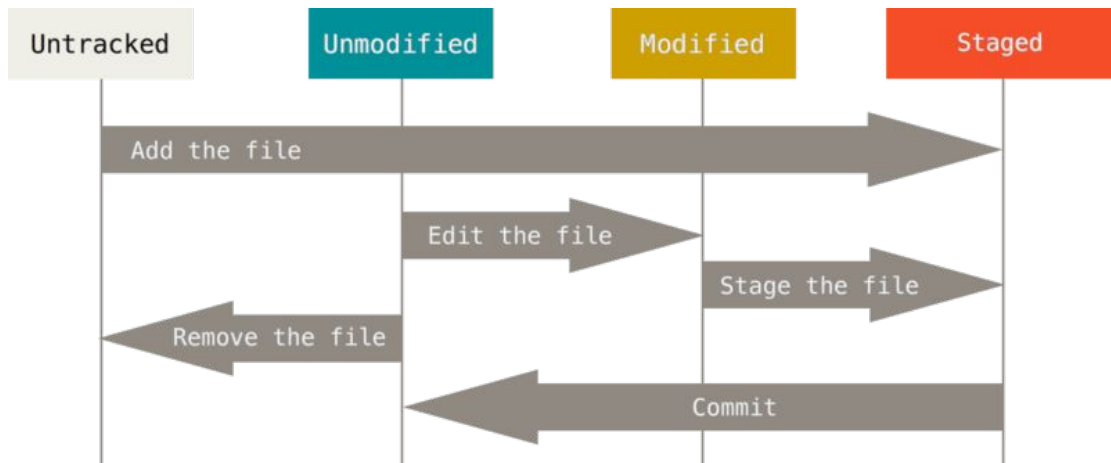 Untracked
Unmodified
Modified
Staged
Add the file
Edit the file
Stage the file
Remove the file
Commit